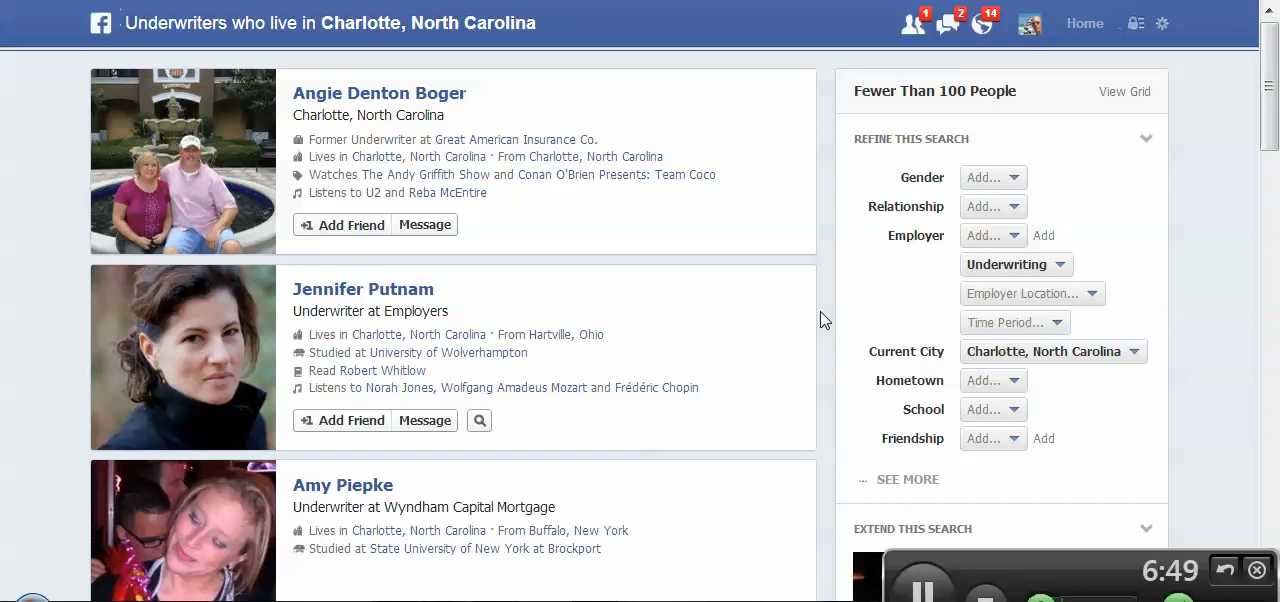 Underwriters who live in Charlotte, North Carolina
1
2
14
Home
Angie Denton Boger
Charlotte, North Carolina
Former Underwriter at Great American Insurance Co.
Lives in Charlotte, North Carolina · From Charlotte, North Carolina
Watches The Andy Griffith Show and Conan O'Brien Presents: Team Coco
Listens to U2 and Reba McEntire
+1 Add Friend Message
Jennifer Putnam
Underwriter at Employers
Lives in Charlotte, North Carolina · From Hartville, Ohio
Studied at University of Wolverhampton
Read Robert Whitlow
Listens to Norah Jones, Wolfgang Amadeus Mozart and Frédéric Chopin
+1 Add Friend Message
Amy Piepke
Underwriter at Wyndham Capital Mortgage
Lives in Charlotte, North Carolina · From Buffalo, New York
Studied at State University of New York at Brockport
Fewer Than 100 People View Grid
REFINE THIS SEARCH
Gender Add...
Relationship Add...
Employer Add... Add
Underwriting
Employer Location...
Time Period...
Current City Charlotte, North Carolina
Hometown Add...
School Add...
Friendship Add... Add
... SEE MORE
EXTEND THIS SEARCH
6:49